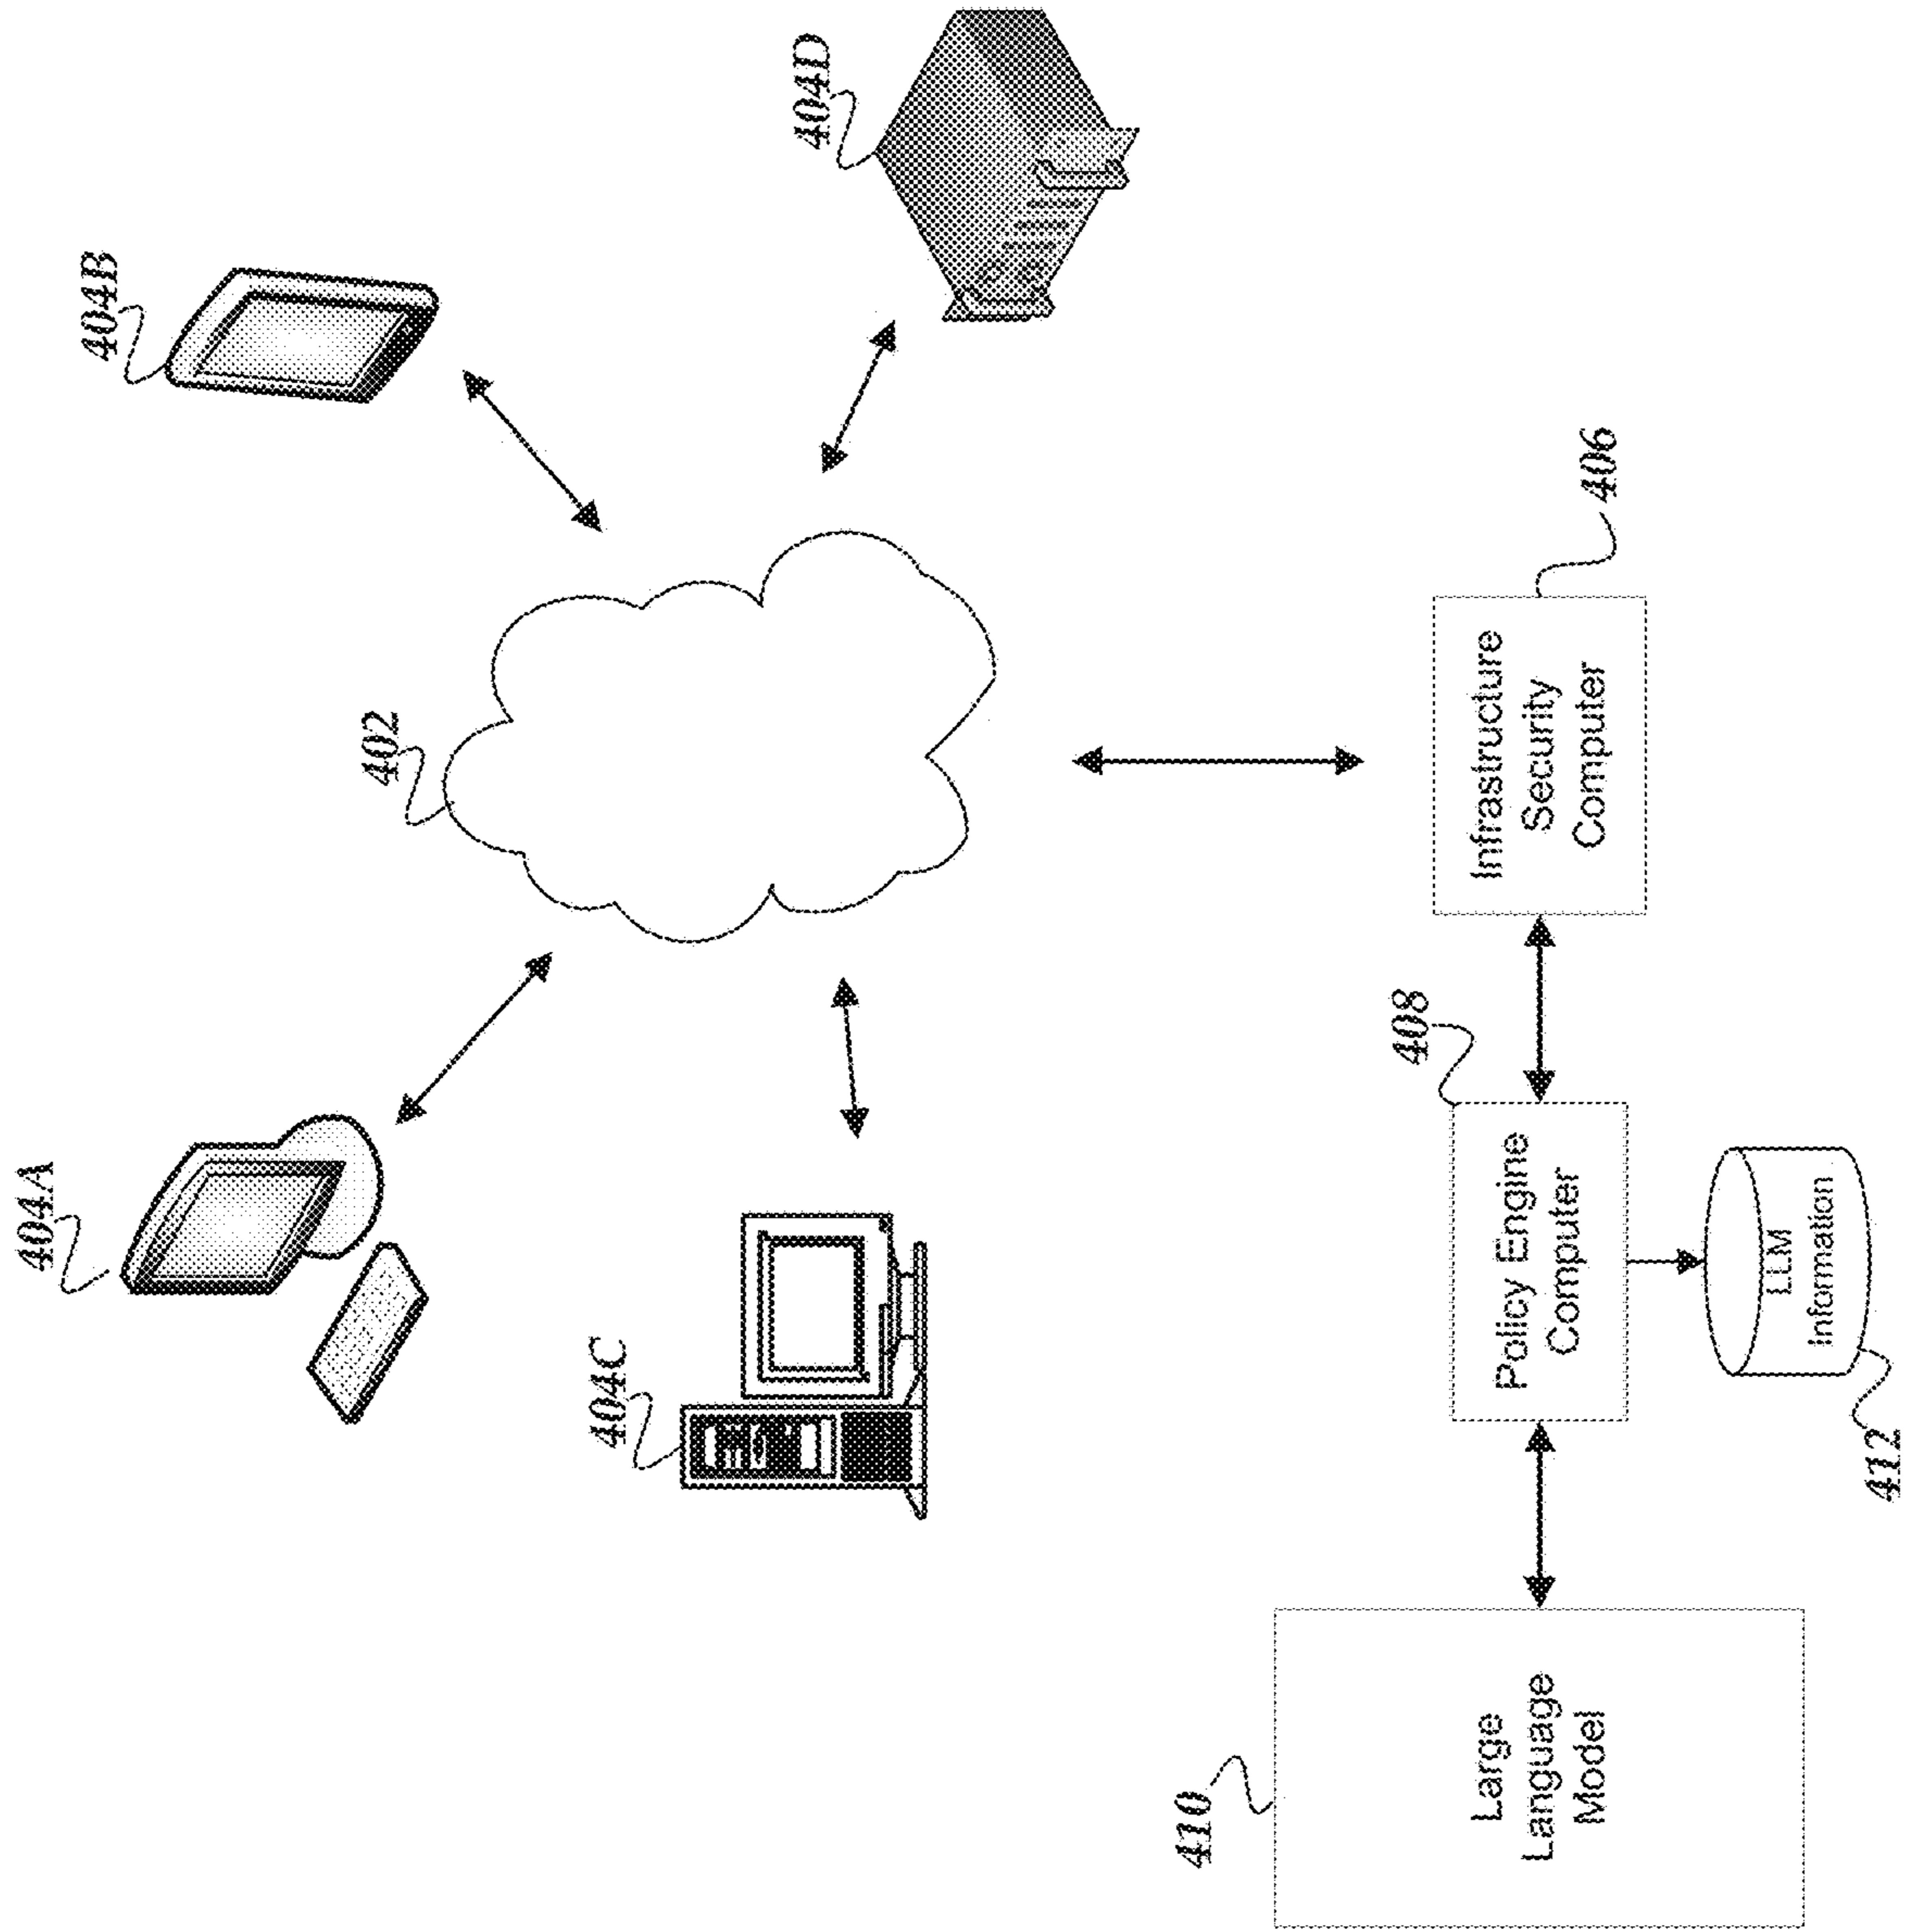 404A
404B
402
404C
404D
410
408
406
Large
Language
Model
Policy Engine
Computer
Infrastructure
Security
Computer
LLM
Information
412